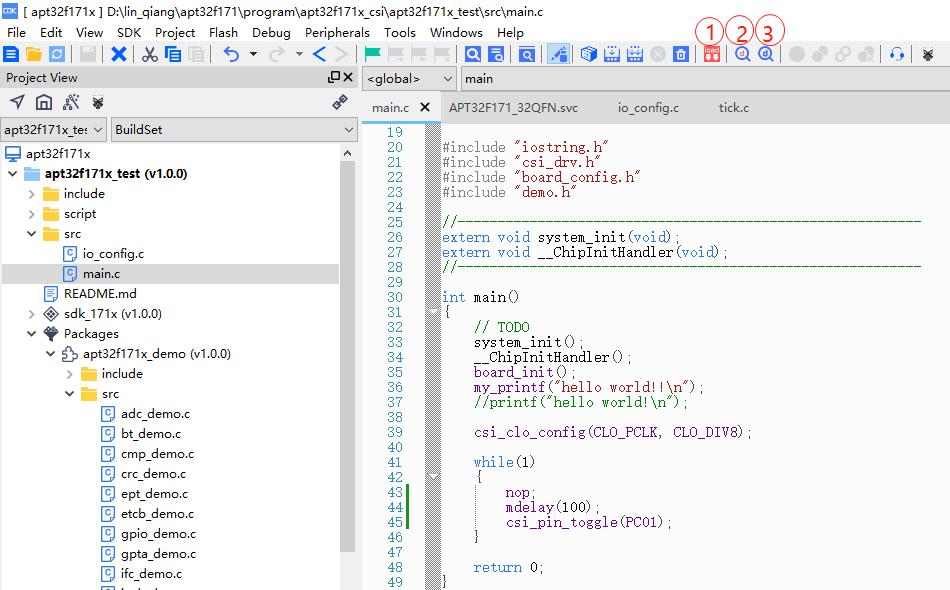 CDK [ apt32f171x ] D:\lin_qiang\apt32f171\program\apt32f171x_csi\apt32f171x_test\src\main.c
File Edit View SDK Project Flash Debug Peripherals Tools Windows Help
1 2 3
load d d
Project View
<global> main
main.c APT32F171_32QFN.svc io_config.c tick.c
apt32f171x_tes BuildSet
apt32f171x
apt32f171x_test (v1.0.0)
include
script
src
C io_config.c
C main.c
README.md
sdk_171x (v1.0.0)
Packages
apt32f171x_demo (v1.0.0)
include
src
C adc_demo.c
C bt_demo.c
C cmp_demo.c
C crc_demo.c
C ept_demo.c
C etcb_demo.c
C gpio_demo.c
C gpta_demo.c
C ifc_demo.c
19
20 #include "iostring.h"
21 #include "csi_drv.h"
22 #include "board_config.h"
23 #include "demo.h"
24
25 //----------------------------------------------------------
26 extern void system_init(void);
27 extern void __ChipInitHandler(void);
28 //----------------------------------------------------------
29
30 int main()
31 {
32 // TODO
33 system_init();
34 __ChipInitHandler();
35 board_init();
36 my_printf("hello world!!\n");
37 //printf("hello world!\n");
38
39 csi_clo_config(CLO_PCLK, CLO_DIV8);
40
41 while(1)
42 {
43 nop;
44 mdelay(100);
45 csi_pin_toggle(PC01);
46 }
47
48 return 0;
49 }